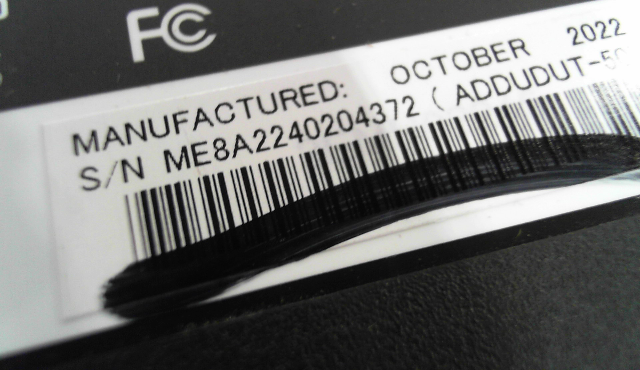 FC
MANUFACTURED: OCTOBER 2022
S/N ME8A2240204372 ( ADDUDUT-